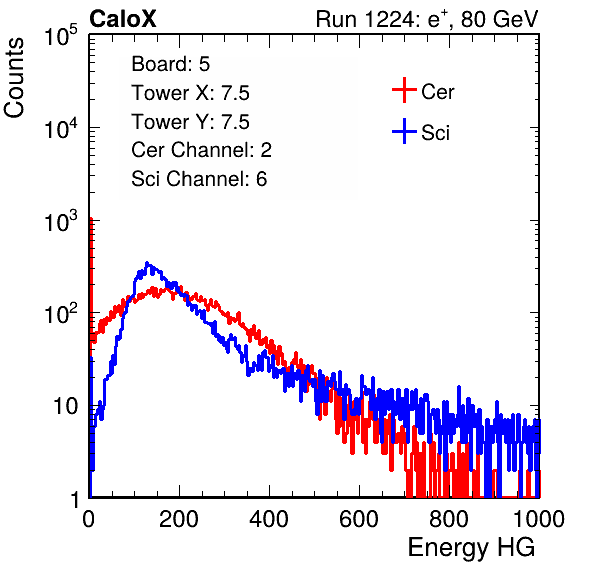 CaloX Run 1224: e⁺, 80 GeV
Counts
Board: 5
Tower X: 7.5
Tower Y: 7.5
Cer Channel: 2
Sci Channel: 6
Cer
Sci
10⁵
10⁴
10³
10²
10
1
0 200 400 600 800 1000
Energy HG